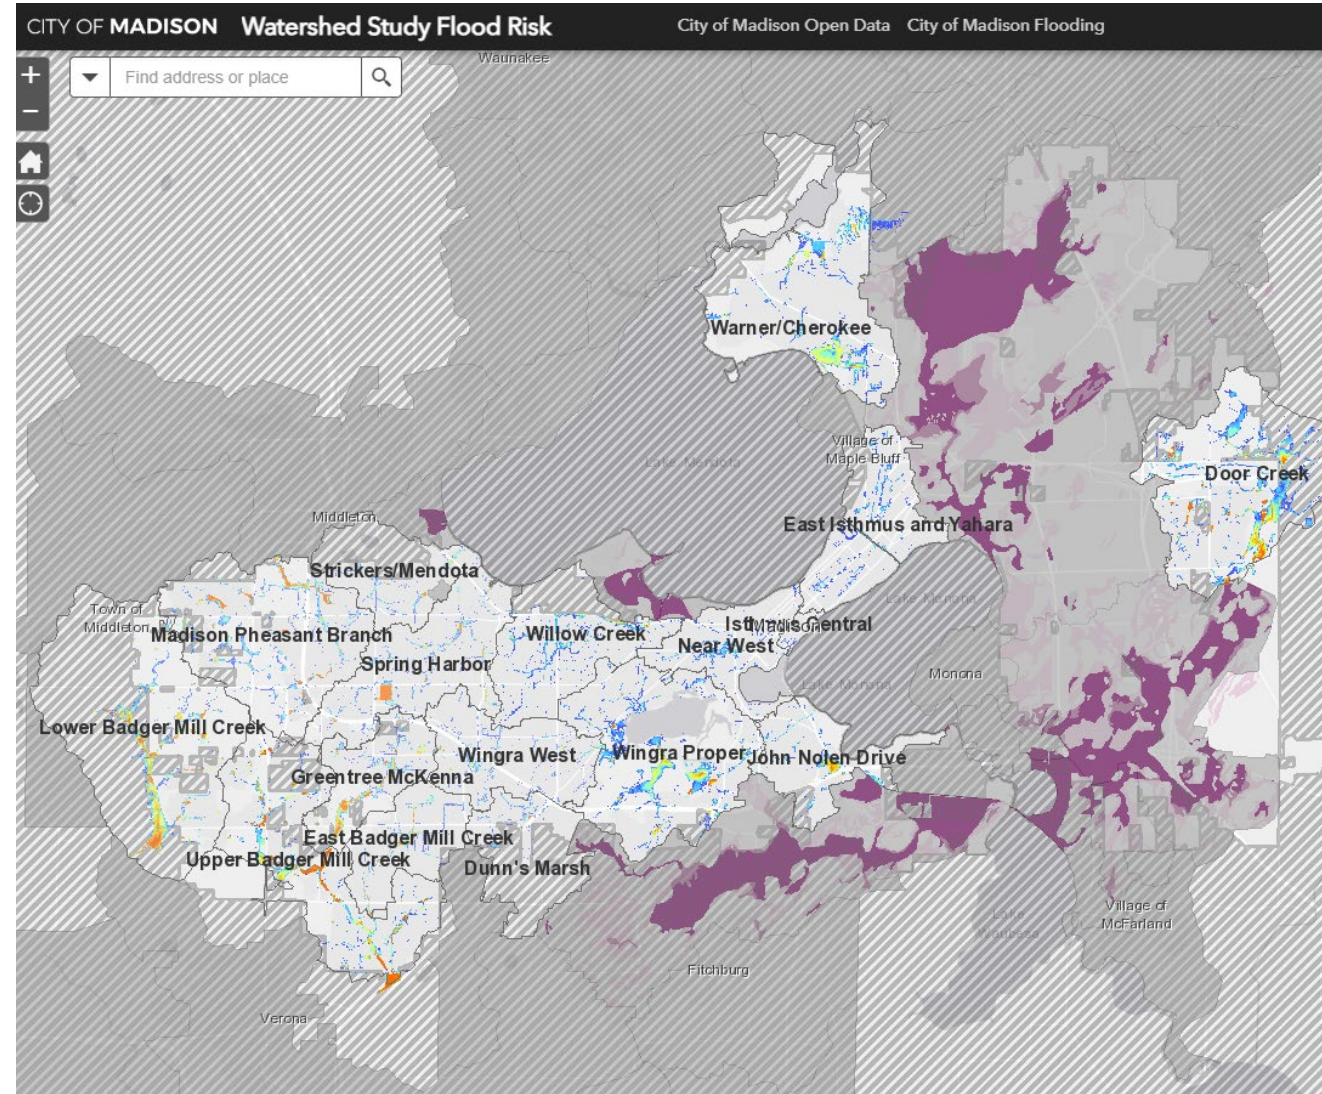 CITY OF MADISON Watershed Study Flood Risk City of Madison Open Data City of Madison Flooding
+
Find address or place
−
Waunakee
Warner/Cherokee
Village of
Maple Bluff
Lake Mendota
Door Creek
Middleton
East Isthmus and Yahara
Strickers/Mendota
Lake Monona
Town of
Middleton
Madison Pheasant Branch
Willow Creek
Isthmus Central
Madison
Near West
Spring Harbor
Monona
Lake Monona
Lower Badger Mill Creek
Wingra West
Wingra Proper
John Nolen Drive
Greentree McKenna
East Badger Mill Creek
Upper Badger Mill Creek
Dunn's Marsh
Village of
McFarland
Lake
Waubesa
Fitchburg
Verona